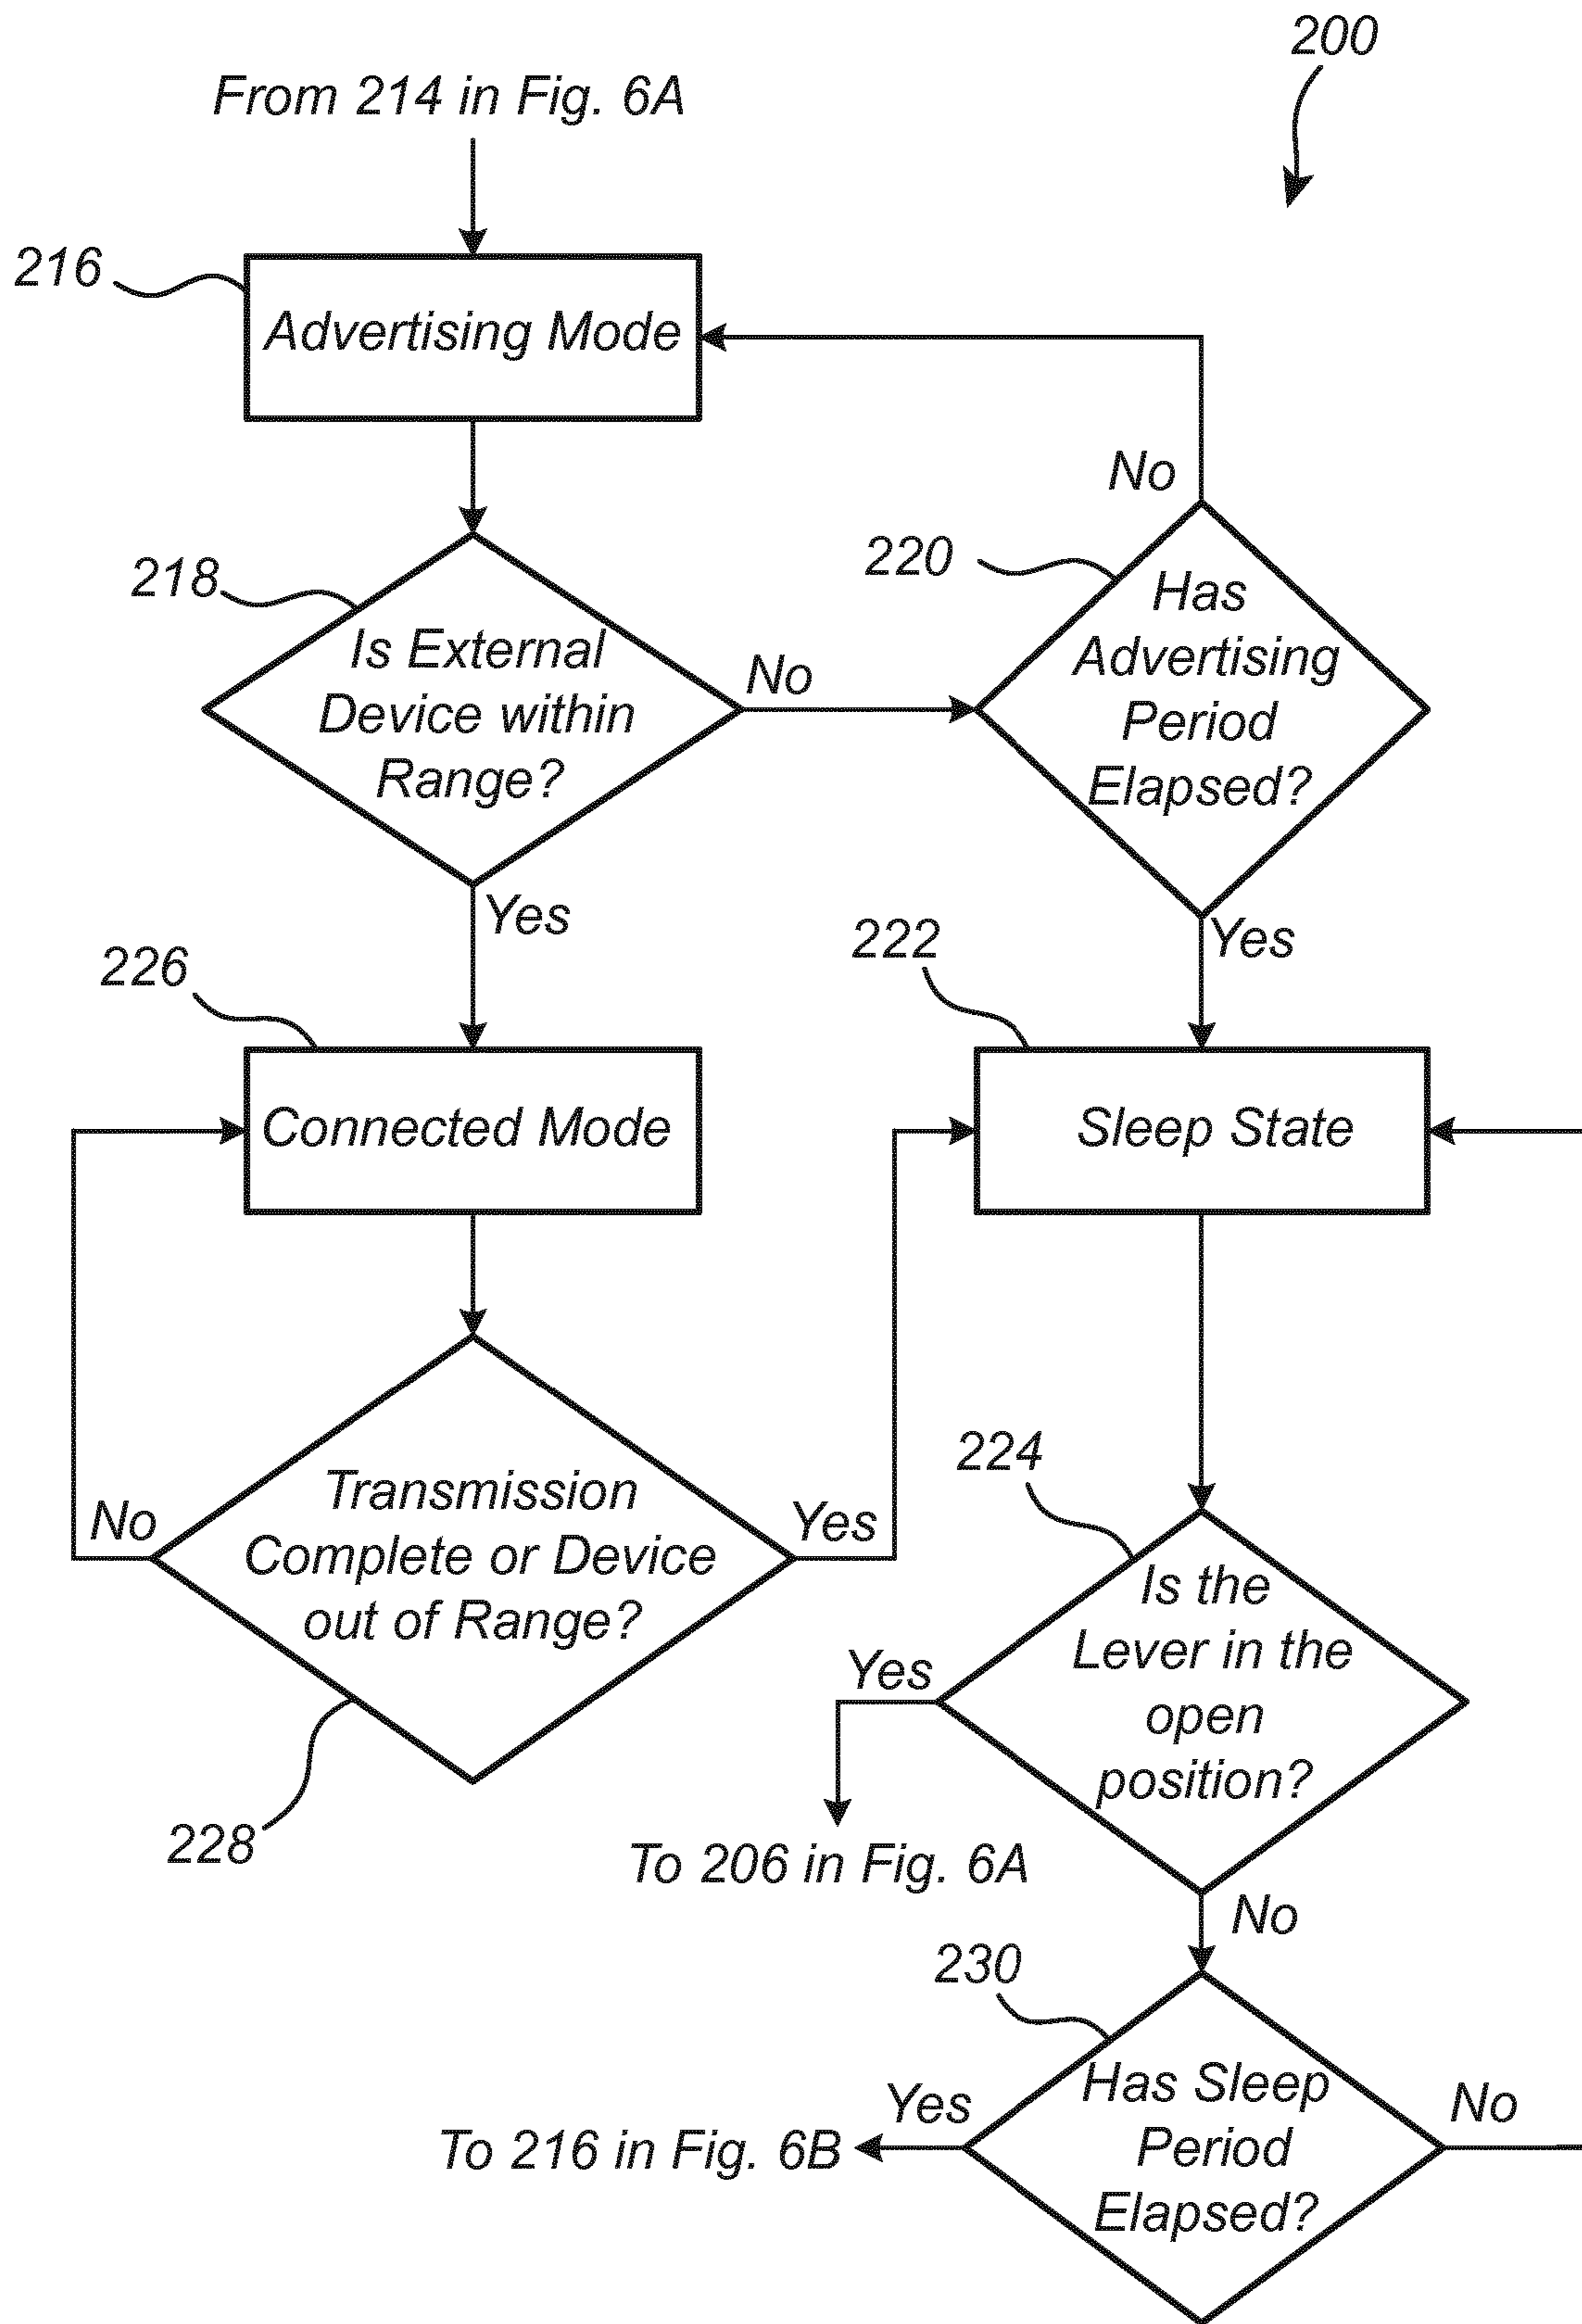 200
From 214 in Fig. 6A
216
Advertising Mode
No
218
220
Is External
Device within
Range?
No
Has
Advertising
Period
Elapsed?
Yes
Yes
226
222
Connected Mode
Sleep State
224
No
Transmission
Complete or Device
out of Range?
Yes
Is the
Lever in the
open
position?
Yes
228
To 206 in Fig. 6A
No
230
Has Sleep
Period
Elapsed?
Yes
No
To 216 in Fig. 6B